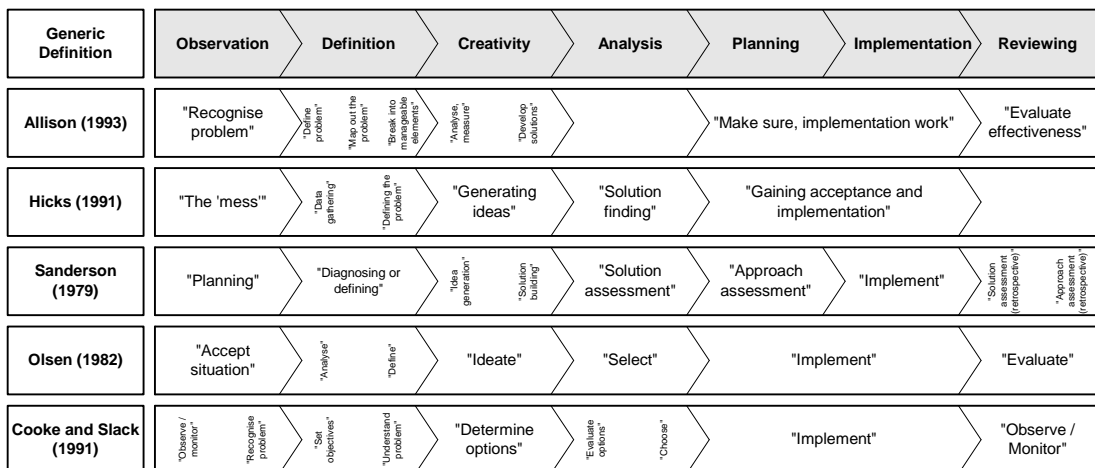 Generic
Definition
Observation
Definition
Creativity
Analysis
Planning
Implementation
Reviewing
Allison (1993)
"Recognise
problem"
"Define
problem"
"Map out the
problem"
"Break into
manageable
elements"
"Analyse,
measure"
"Develop
solutions"
"Make sure, implementation work"
"Evaluate
effectiveness"
Hicks (1991)
"The 'mess'"
"Data
gathering"
"Defining the
problem"
"Generating
ideas"
"Solution
finding"
"Gaining acceptance and
implementation"
Sanderson
(1979)
"Planning"
"Diagnosing or
defining"
"Idea
generation"
"Solution
building"
"Solution
assessment"
"Approach
assessment"
"Implement"
"Solution
assessment
(retrospective)"
"Approach
assessment
(retrospective)"
Olsen (1982)
"Accept
situation"
"Analyse"
"Define"
"Ideate"
"Select"
"Implement"
"Evaluate"
Cooke and Slack
(1991)
"Observe /
monitor"
"Recognise
problem"
"Set
objectives"
"Understand
problem"
"Determine
options"
"Evaluate
options"
"Choose"
"Implement"
"Observe /
Monitor"